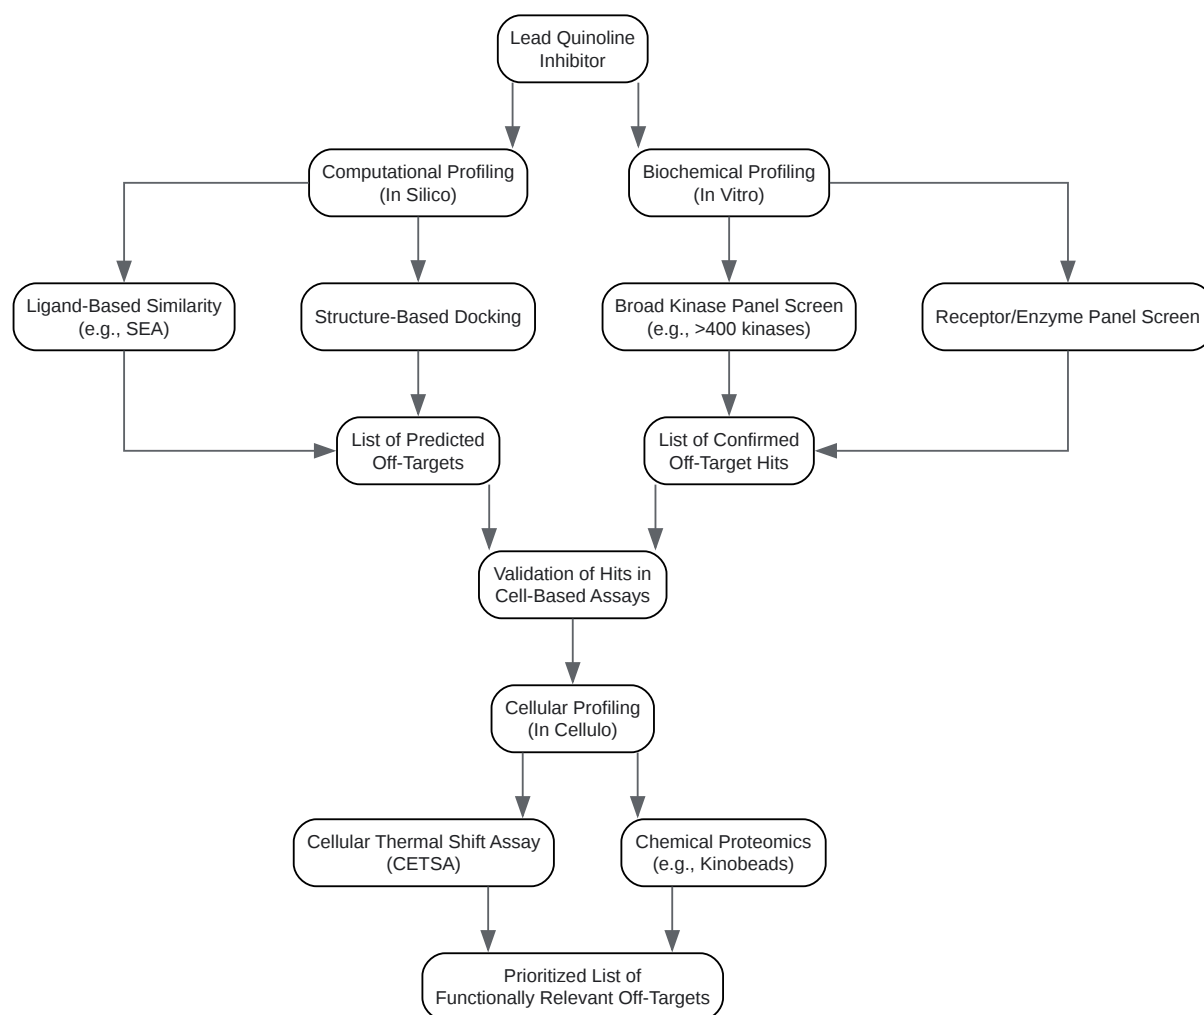 Lead Quinoline
Inhibitor
Computational Profiling
(In Silico)
Biochemical Profiling
(In Vitro)
Ligand-Based Similarity
(e.g., SEA)
Structure-Based Docking
Broad Kinase Panel Screen
(e.g., >400 kinases)
Receptor/Enzyme Panel Screen
List of Predicted
Off-Targets
List of Confirmed
Off-Target Hits
Validation of Hits in
Cell-Based Assays
Cellular Profiling
(In Cellulo)
Cellular Thermal Shift Assay
(CETSA)
Chemical Proteomics
(e.g., Kinobeads)
Prioritized List of
Functionally Relevant Off-Targets